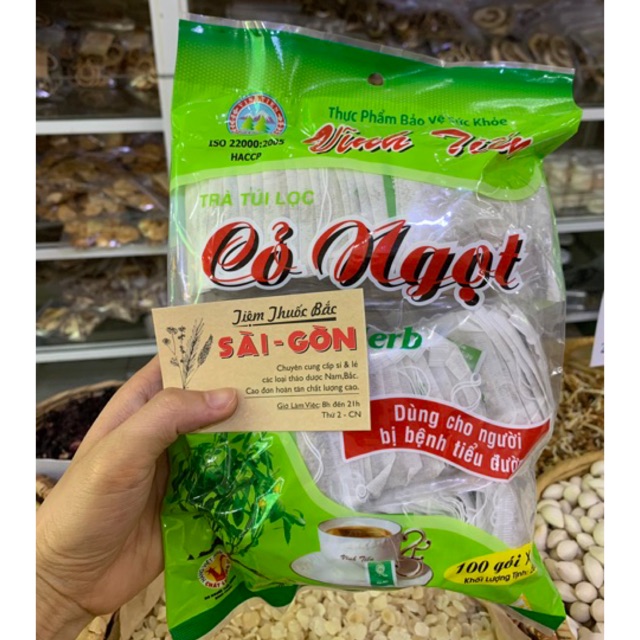 Thực Phẩm Bảo Vệ Sức Khỏe
ISO 22000:2005
HACCP
Vĩnh Tiến
TRÀ TÚI LỌC
Cỏ Ngọt
erb
Tiệm Thuốc Bắc
SÀI-GÒN
Chuyên cung cấp sỉ & lẻ
các loại thảo dược Nam,Bắc.
Cao đơn hoàn tán chất lượng cao.
Giờ Làm Việc: 8h đến 21h
Thứ 2 - CN
Dùng cho người
bị bệnh tiểu đườ
Vĩnh Tiến
100 gói X
Khối Lượng Tịnh: